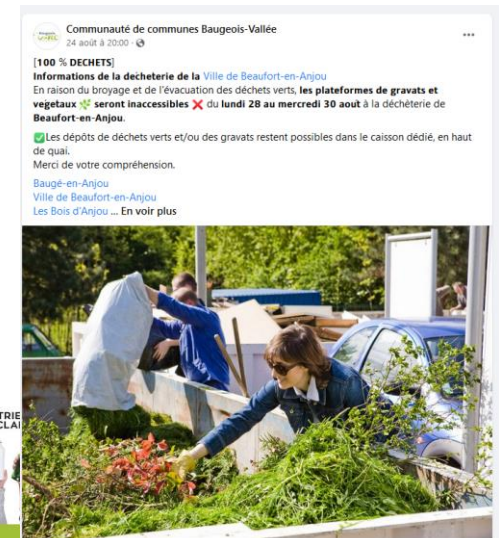 Communauté de communes Baugeois-Vallée
24 août à 20:00 ·
[100 % DECHETS]
Informations de la decheterie de la Ville de Beaufort-en-Anjou
En raison du broyage et de l'évacuation des déchets verts, les plateformes de gravats et
vegetaux 🌿 seront inaccessibles ❌ du lundi 28 au mercredi 30 aout à la déchèterie de
Beaufort-en-Anjou.
✅Les dépôts de déchets verts et/ou des gravats restent possibles dans le caisson dédié, en haut
de quai.
Merci de votre compréhension.
Baugé-en-Anjou
Ville de Beaufort-en-Anjou
Les Bois d'Anjou ... En voir plus
TRIE